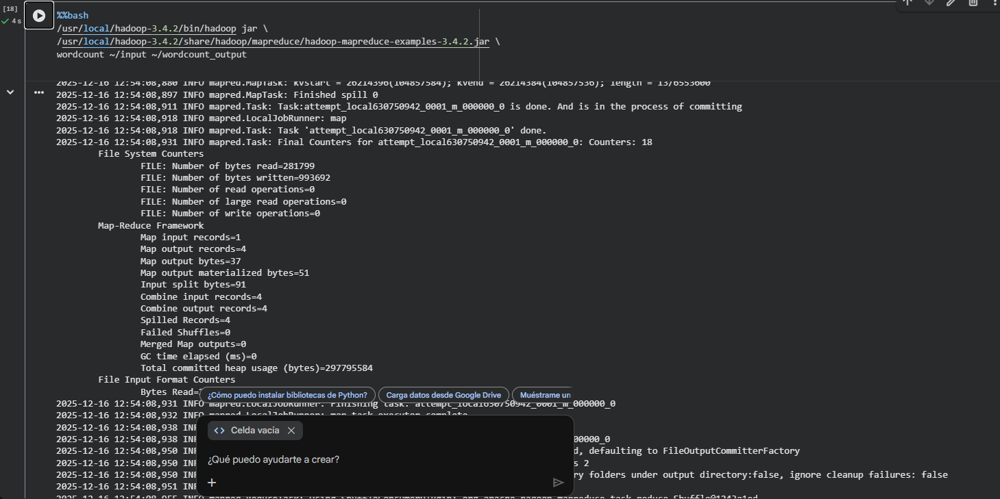 [18]
4 s
%%bash
/usr/local/hadoop-3.4.2/bin/hadoop jar \
/usr/local/hadoop-3.4.2/share/hadoop/mapreduce/hadoop-mapreduce-examples-3.4.2.jar \
wordcount ~/input ~/wordcount_output
2025-12-16 12:54:08,880 INFO mapred.MapTask: kvstart = 26214396(104857584); kvend = 26214384(104857536); length = 13/6553600
2025-12-16 12:54:08,897 INFO mapred.MapTask: Finished spill 0
2025-12-16 12:54:08,911 INFO mapred.Task: Task:attempt_local630750942_0001_m_000000_0 is done. And is in the process of committing
2025-12-16 12:54:08,918 INFO mapred.LocalJobRunner: map
2025-12-16 12:54:08,918 INFO mapred.Task: Task 'attempt_local630750942_0001_m_000000_0' done.
2025-12-16 12:54:08,931 INFO mapred.Task: Final Counters for attempt_local630750942_0001_m_000000_0: Counters: 18
File System Counters
FILE: Number of bytes read=281799
FILE: Number of bytes written=993692
FILE: Number of read operations=0
FILE: Number of large read operations=0
FILE: Number of write operations=0
Map-Reduce Framework
Map input records=1
Map output records=4
Map output bytes=37
Map output materialized bytes=51
Input split bytes=91
Combine input records=4
Combine output records=4
Spilled Records=4
Failed Shuffles=0
Merged Map outputs=0
GC time elapsed (ms)=0
Total committed heap usage (bytes)=297795584
File Input Format Counters
Bytes Read=
¿Cómo puedo instalar bibliotecas de Python?
Carga datos desde Google Drive
Muéstrame un
2025-12-16 12:54:08,931 INFO mapred.LocalJobRunner: Finishing task: attempt_local630750942_0001_m_000000_0
2025-12-16 12:54:08,932 INFO mapred.LocalJobRunner: map task executor complete.
2025-12-16 12:54:08,938 INF
2025-12-16 12:54:08,938 INF 00000_0
2025-12-16 12:54:08,950 INF d, defaulting to FileOutputCommitterFactory
2025-12-16 12:54:08,950 INF s 2
2025-12-16 12:54:08,950 INF ry folders under output directory:false, ignore cleanup failures: false
2025-12-16 12:54:08,951 INF
Celda vacía
¿Qué puedo ayudarte a crear?